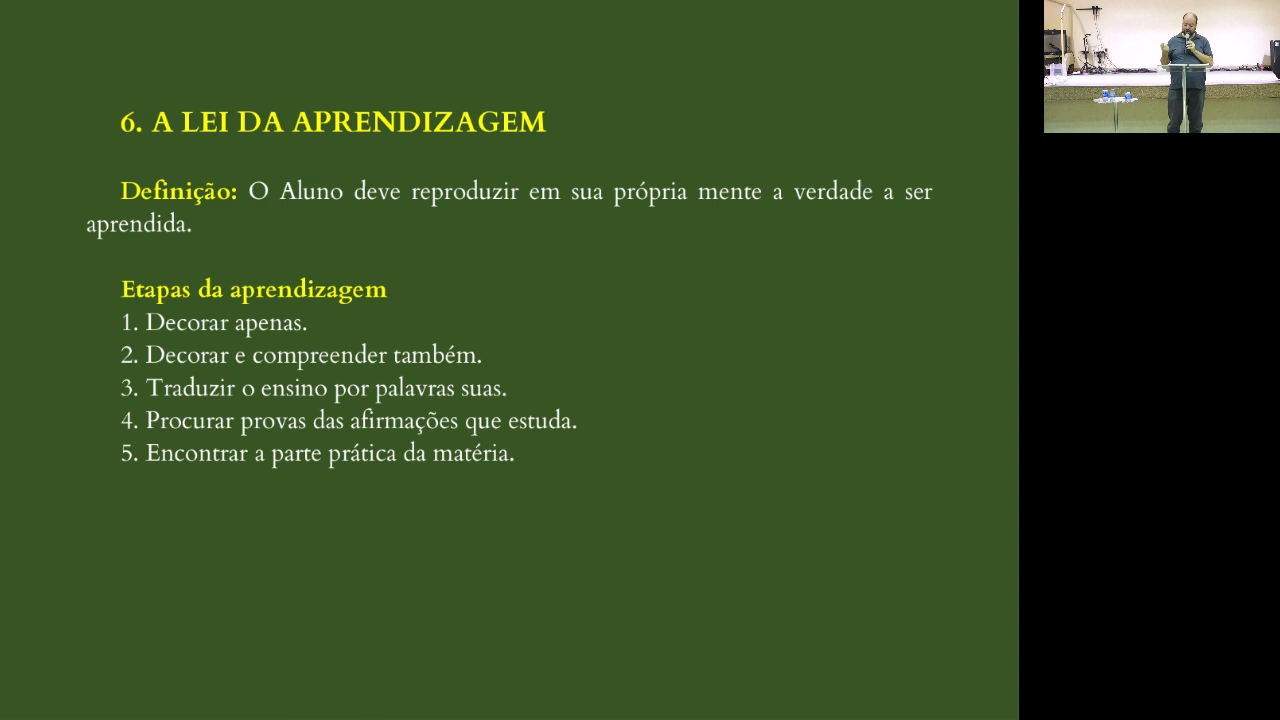 6. A LEI DA APRENDIZAGEM
Definição: O Aluno deve reproduzir em sua própria mente a verdade a ser
aprendida.
Etapas da aprendizagem
1. Decorar apenas.
2. Decorar e compreender também.
3. Traduzir o ensino por palavras suas.
4. Procurar provas das afirmações que estuda.
5. Encontrar a parte prática da matéria.